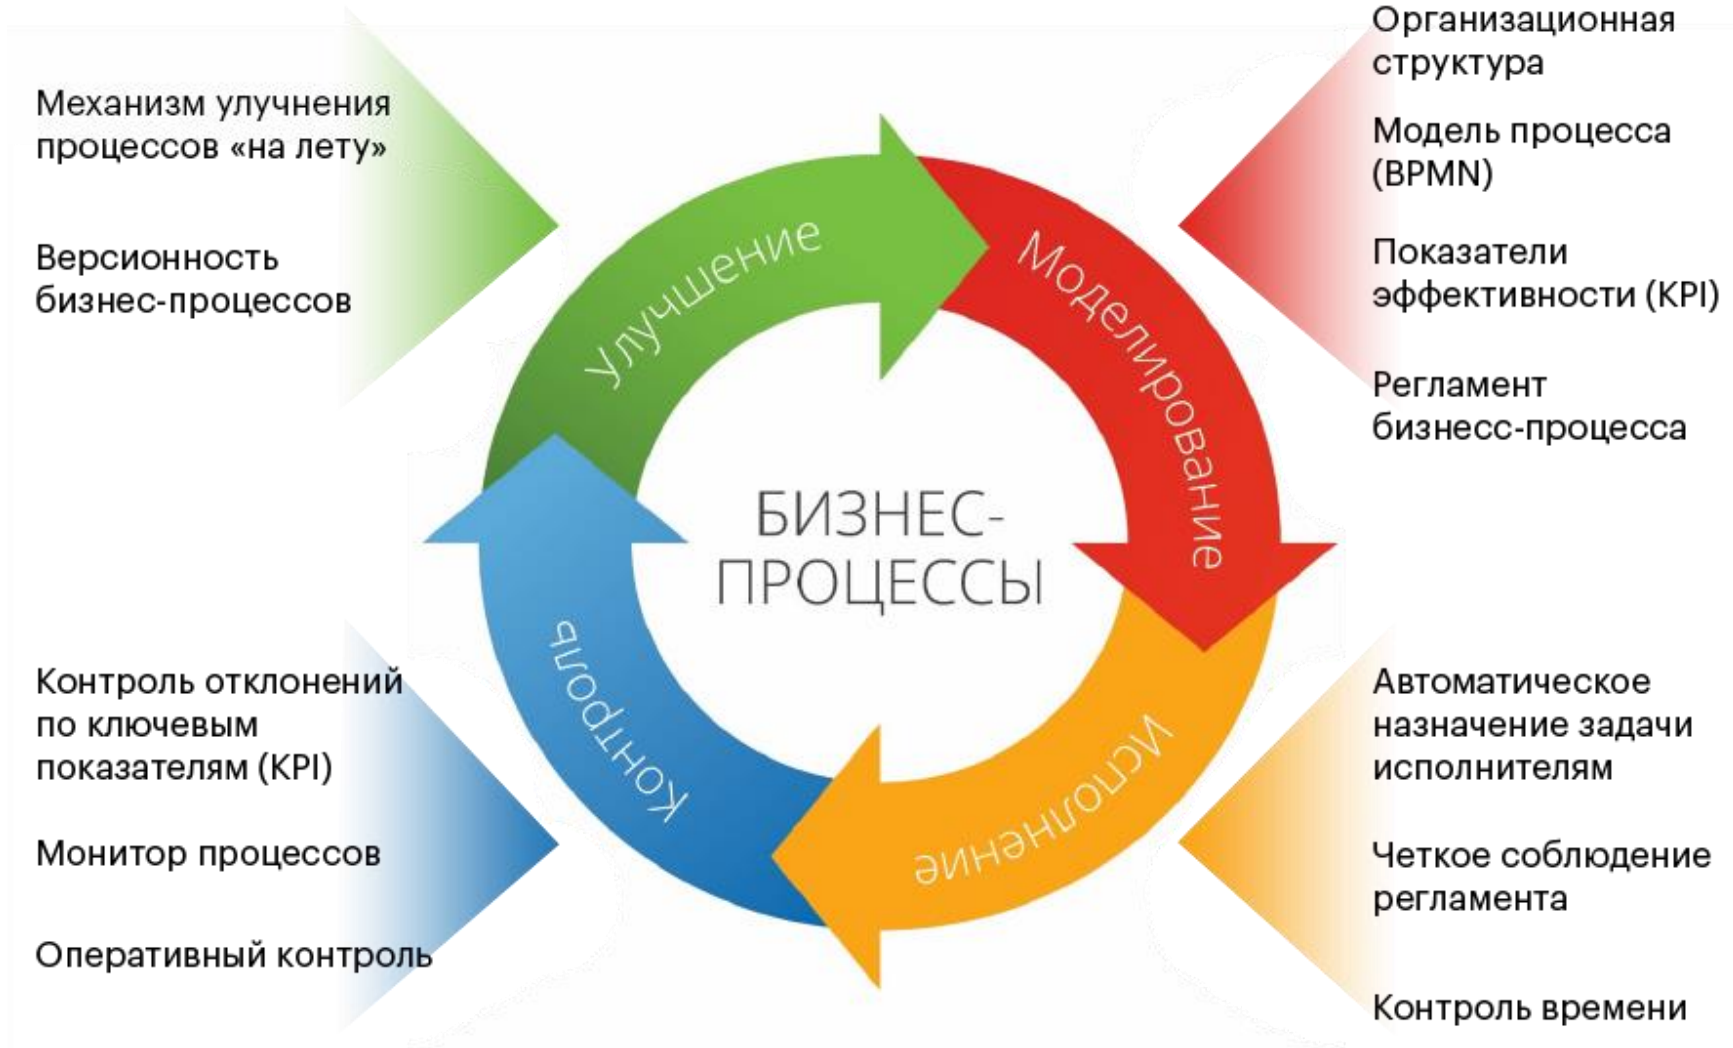 Механизм улучнения
процессов «на лету»
Версионность
бизнес-процессов
Организационная
структура
Модель процесса
(BPMN)
Показатели
эффективности (KPI)
Регламент
бизнесс-процесса
Улучшение
Моделирование
БИЗНЕС-
ПРОЦЕССЫ
Контроль
Исполнение
Контроль отклонений
по ключевым
показателям (KPI)
Монитор процессов
Оперативный контроль
Автоматическое
назначение задачи
исполнителям
Четкое соблюдение
регламента
Контроль времени